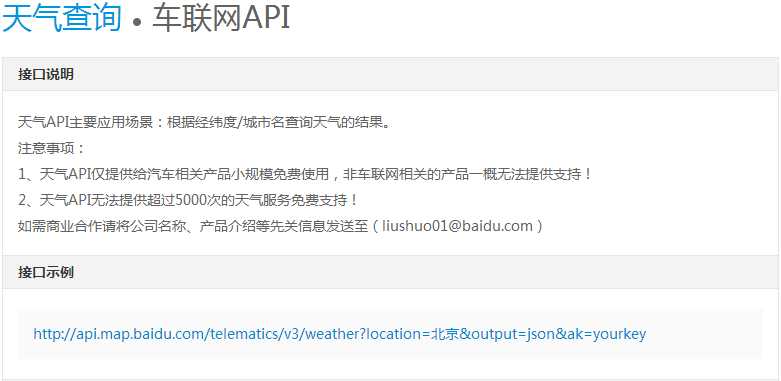 天气查询 • 车联网API
接口说明
天气API主要应用场景：根据经纬度/城市名查询天气的结果。
注意事项：
1、天气API仅提供给汽车相关产品小规模免费使用，非车联网相关的产品一概无法提供支持！
2、天气API无法提供超过5000次的天气服务免费支持！
如需商业合作请将公司名称、产品介绍等先关信息发送至（liushuo01@baidu.com）
接口示例
http://api.map.baidu.com/telematics/v3/weather?location=北京&output=json&ak=yourkey